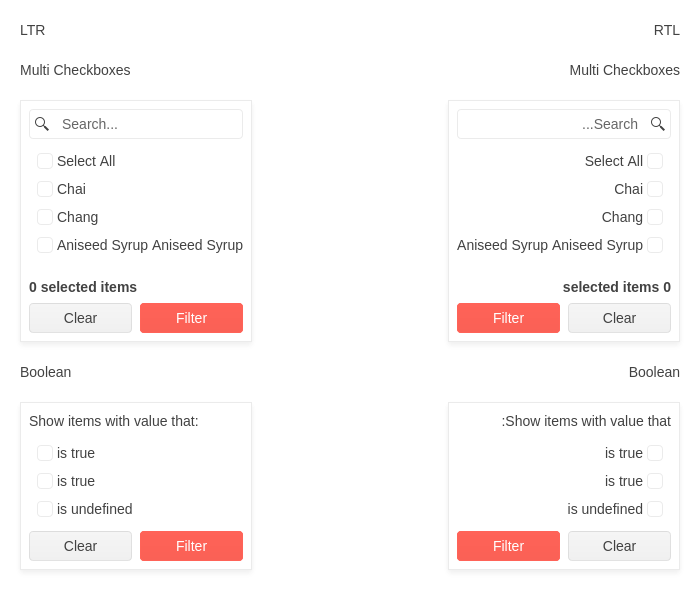 LTR
Multi Checkboxes
Search...
Select All
Chai
Chang
Aniseed Syrup Aniseed Syrup
0 selected items
Clear Filter
Boolean
Show items with value that:
is true
is true
is undefined
Clear Filter
RTL
Multi Checkboxes
...Search
Select All
Chai
Chang
Aniseed Syrup Aniseed Syrup
selected items 0
Filter Clear
Boolean
:Show items with value that
is true
is true
is undefined
Filter Clear